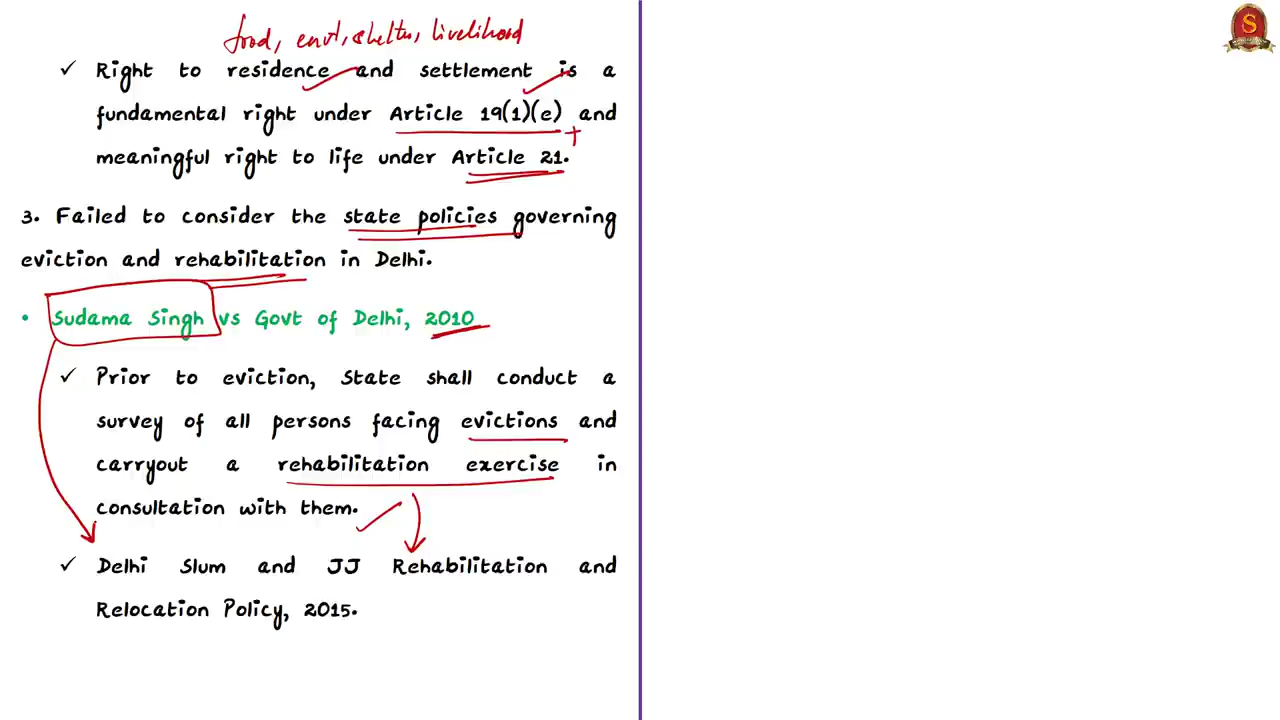 food, envt, shelter, livelihood
✓ Right to residence and settlement is a
fundamental right under Article 19(1)(e) and
+
meaningful right to life under Article 21.
3. Failed to consider the state policies governing
eviction and rehabilitation in Delhi.
• Sudama Singh vs Govt of Delhi, 2010
✓ Prior to eviction, State shall conduct a
survey of all persons facing evictions and
carryout a rehabilitation exercise in
consultation with them.
✓ Delhi Slum and JJ Rehabilitation and
Relocation Policy, 2015.
S